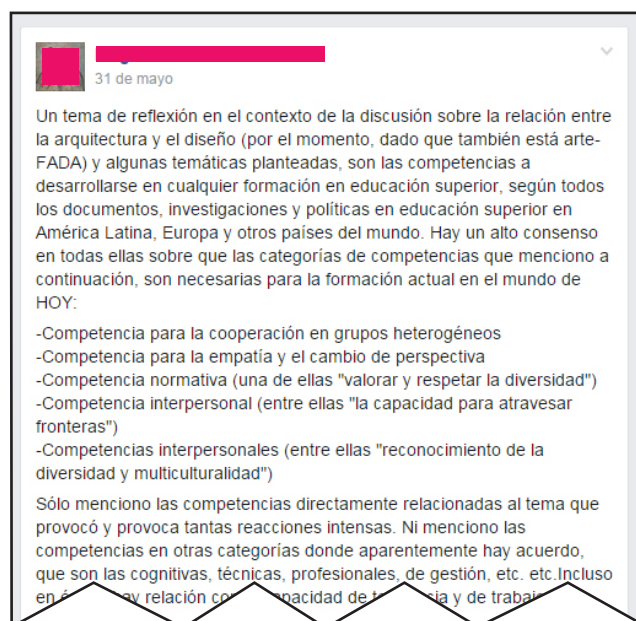 31 de mayo
Un tema de reflexión en el contexto de la discusión sobre la relación entre
la arquitectura y el diseño (por el momento, dado que también está arte-
FADA) y algunas temáticas planteadas, son las competencias a
desarrollarse en cualquier formación en educación superior, según todos
los documentos, investigaciones y políticas en educación superior en
América Latina, Europa y otros países del mundo. Hay un alto consenso
en todas ellas sobre que las categorías de competencias que menciono a
continuación, son necesarias para la formación actual en el mundo de
HOY:
-Competencia para la cooperación en grupos heterogéneos
-Competencia para la empatía y el cambio de perspectiva
-Competencia normativa (una de ellas "valorar y respetar la diversidad")
-Competencia interpersonal (entre ellas "la capacidad para atravesar
fronteras")
-Competencias interpersonales (entre ellas "reconocimiento de la
diversidad y multiculturalidad")
Sólo menciono las competencias directamente relacionadas al tema que
provocó y provoca tantas reacciones intensas. Ni menciono las
competencias en otras categorías donde aparentemente hay acuerdo,
que son las cognitivas, técnicas, profesionales, de gestión, etc. etc.Incluso
en hay relación de y de